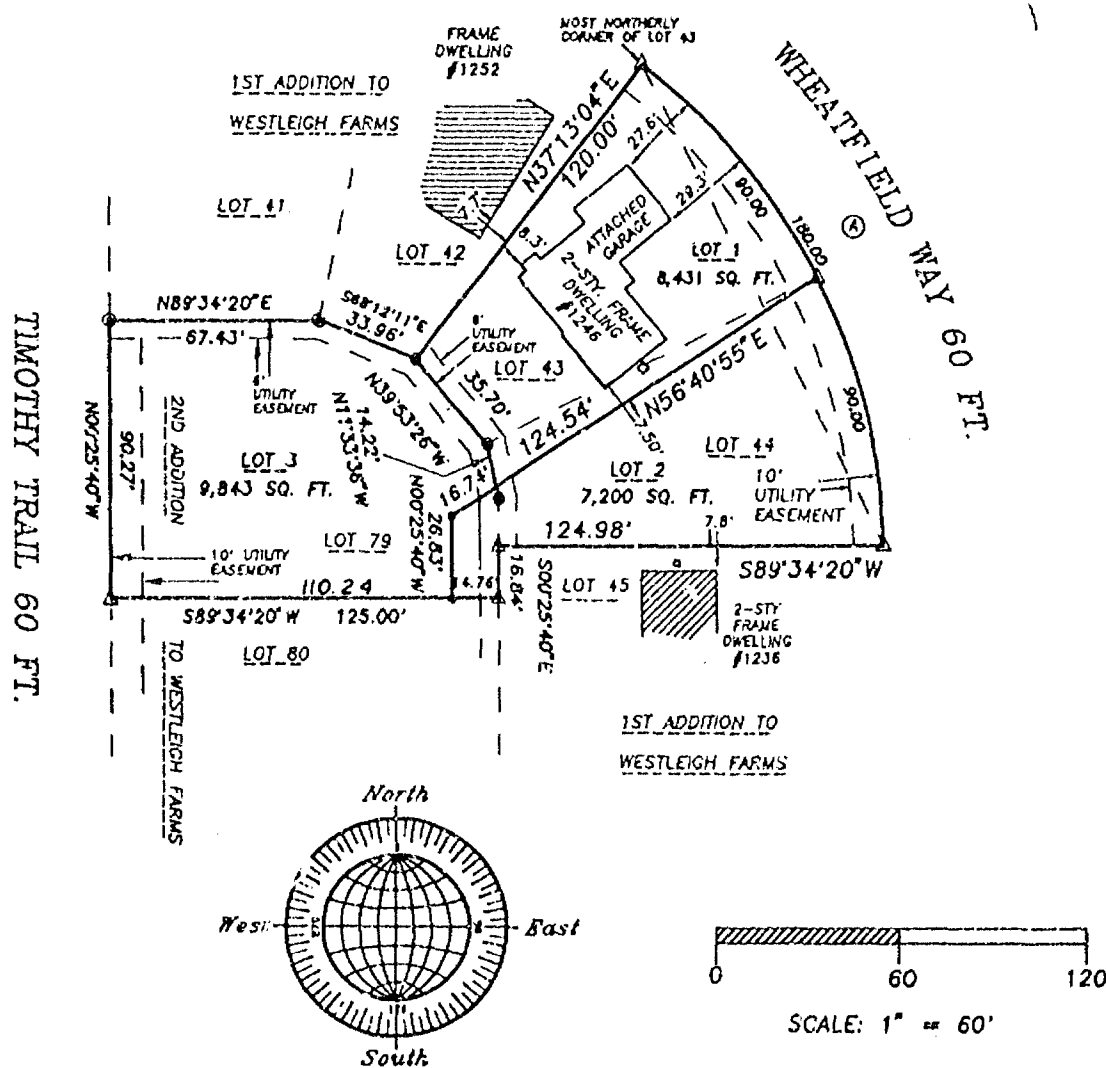 MOST NORTHERLY
CORNER OF LOT 43
FRAME
DWELLING
#1252
1ST ADDITION TO
WESTLEIGH FARMS
WHEATFIELD WAY 60 FT.
N37°13'04"E
120.00'
27.6'
29.3'
90.00
180.00
90.00
LOT 41
LOT 42
7.7'
8.3'
ATTACHED
GARAGE
2-STY. FRAME
DWELLING
#1246
LOT 1
8,431 SQ. FT.
N89°34'20"E
67.43'
S68°12'11"E
33.96'
UTILITY
EASEMENT
LOT 43
UTILITY
EASEMENT
35.70'
N39°53'26"W
14.22'
N11°33'36"W
124.54'
N56°40'55"E
7.50'
TIMOTHY TRAIL 60 FT.
N00°25'40"W
90.27'
2ND ADDITION
TO WESTLEIGH FARMS
LOT 3
9,843 SQ. FT.
16.74'
N00°25'40"W
26.83'
LOT 44
LOT 2
7,200 SQ. FT.
10'
UTILITY
EASEMENT
LOT 79
10' UTILITY
EASEMENT
124.98'
7.8'
S89°34'20"W
110.24
14.76'
16.84'
S00°25'40"E
LOT 45
S89°34'20"W 125.00'
2-STY
FRAME
DWELLING
#1236
LOT 80
1ST ADDITION TO
WESTLEIGH FARMS
North
West
East
South
0 60 120
SCALE: 1" = 60'